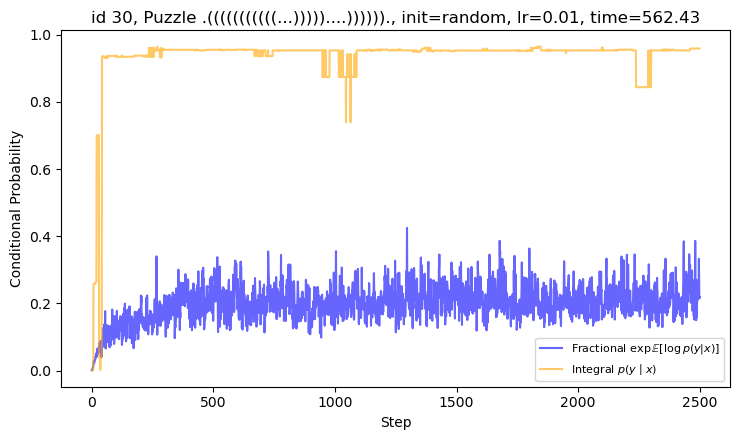 id 30, Puzzle .(((((((((((...)))))....))))))., init=random, lr=0.01, time=562.43
Conditional Probability
1.0
0.8
0.6
0.4
0.2
0.0
0
500
1000
1500
2000
2500
Step
Fractional exp𝔼[log p(y|x)]
Integral p(y | x)